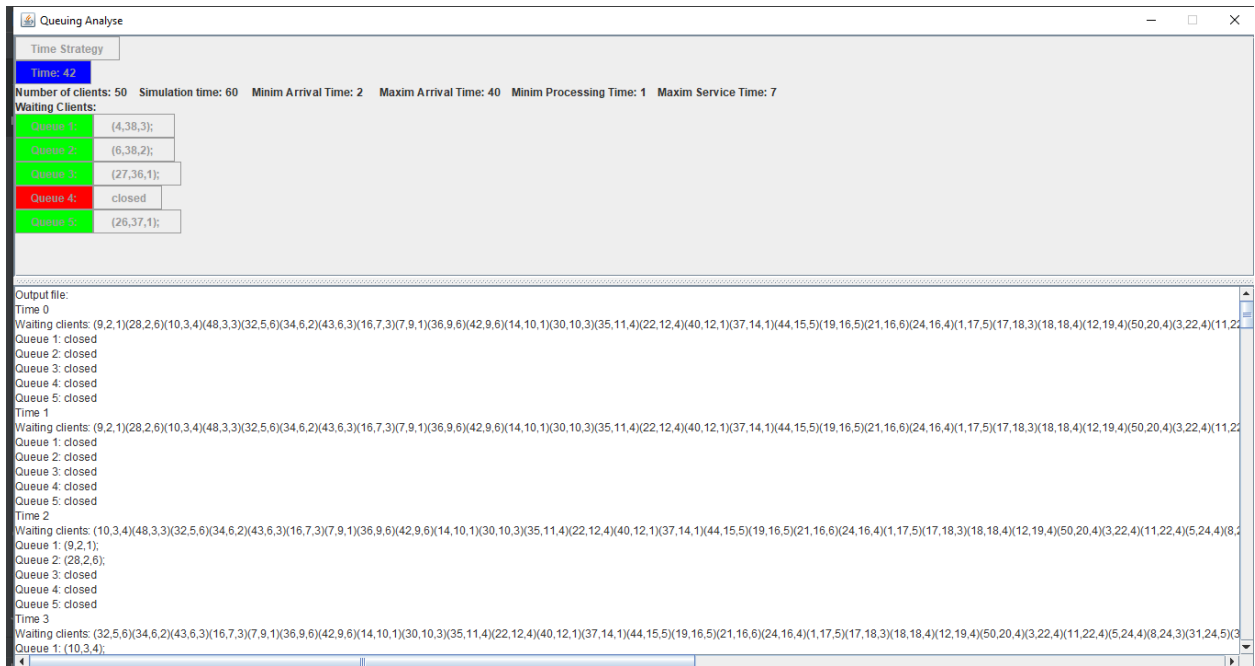 Queuing Analyse
Time Strategy
Time: 42
Number of clients: 50 Simulation time: 60 Minim Arrival Time: 2 Maxim Arrival Time: 40 Minim Processing Time: 1 Maxim Service Time: 7
Waiting Clients:
Queue 1: (4,38,3);
Queue 2: (6,38,2);
Queue 3: (27,36,1);
Queue 4: closed
Queue 5: (26,37,1);
Output file:
Time 0
Waiting clients: (9,2,1)(28,2,6)(10,3,4)(48,3,3)(32,5,6)(34,6,2)(43,6,3)(16,7,3)(7,9,1)(36,9,6)(42,9,6)(14,10,1)(30,10,3)(35,11,4)(22,12,4)(40,12,1)(37,14,1)(44,15,5)(19,16,5)(21,16,6)(24,16,4)(1,17,5)(17,18,3)(18,18,4)(12,19,4)(50,20,4)(3,22,4)(11,22
Queue 1: closed
Queue 2: closed
Queue 3: closed
Queue 4: closed
Queue 5: closed
Time 1
Waiting clients: (9,2,1)(28,2,6)(10,3,4)(48,3,3)(32,5,6)(34,6,2)(43,6,3)(16,7,3)(7,9,1)(36,9,6)(42,9,6)(14,10,1)(30,10,3)(35,11,4)(22,12,4)(40,12,1)(37,14,1)(44,15,5)(19,16,5)(21,16,6)(24,16,4)(1,17,5)(17,18,3)(18,18,4)(12,19,4)(50,20,4)(3,22,4)(11,22
Queue 1: closed
Queue 2: closed
Queue 3: closed
Queue 4: closed
Queue 5: closed
Time 2
Waiting clients: (10,3,4)(48,3,3)(32,5,6)(34,6,2)(43,6,3)(16,7,3)(7,9,1)(36,9,6)(42,9,6)(14,10,1)(30,10,3)(35,11,4)(22,12,4)(40,12,1)(37,14,1)(44,15,5)(19,16,5)(21,16,6)(24,16,4)(1,17,5)(17,18,3)(18,18,4)(12,19,4)(50,20,4)(3,22,4)(11,22,4)(5,24,4)(8,2
Queue 1: (9,2,1);
Queue 2: (28,2,6);
Queue 3: closed
Queue 4: closed
Queue 5: closed
Time 3
Waiting clients: (32,5,6)(34,6,2)(43,6,3)(16,7,3)(7,9,1)(36,9,6)(42,9,6)(14,10,1)(30,10,3)(35,11,4)(22,12,4)(40,12,1)(37,14,1)(44,15,5)(19,16,5)(21,16,6)(24,16,4)(1,17,5)(17,18,3)(18,18,4)(12,19,4)(50,20,4)(3,22,4)(11,22,4)(5,24,4)(8,24,3)(31,24,5)(3
Queue 1: (10,3,4);